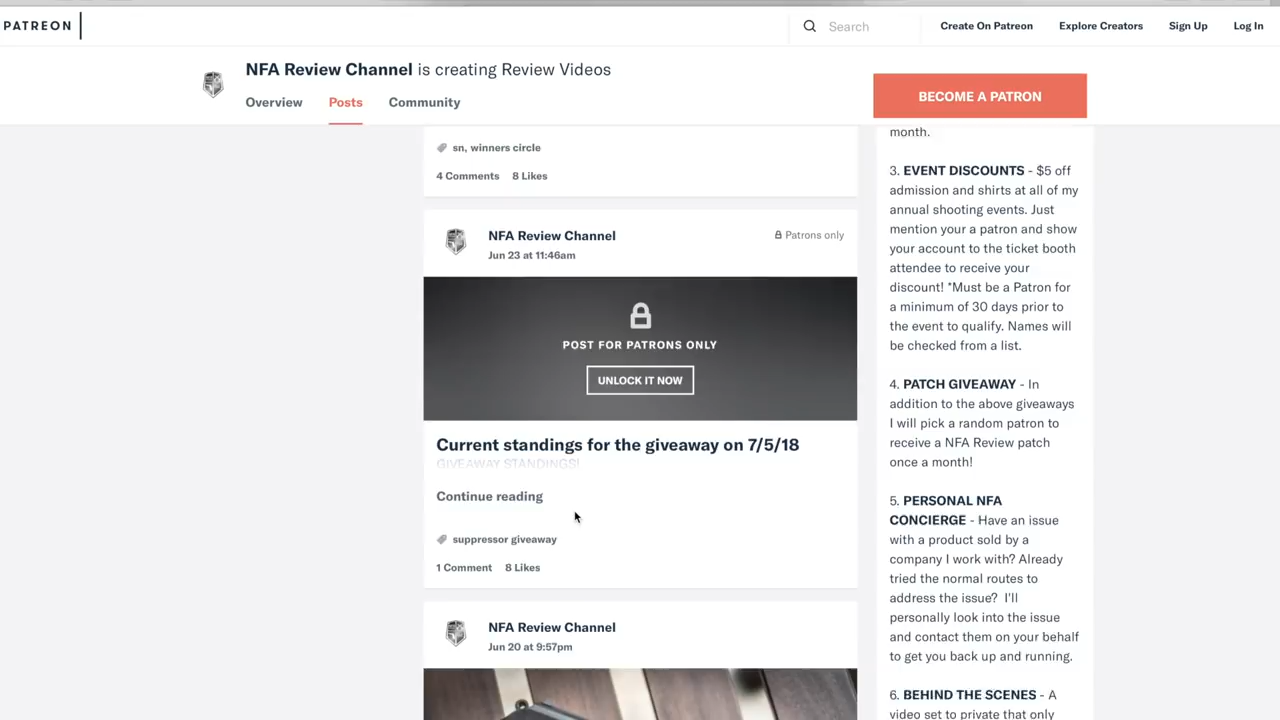 PATREON
Search
Create On Patreon
Explore Creators
Sign Up
Log In
NFA Review Channel is creating Review Videos
Overview
Posts
Community
BECOME A PATRON
sn, winners circle
4 Comments 8 Likes
NFA Review Channel
Patrons only
Jun 23 at 11:46am
POST FOR PATRONS ONLY
UNLOCK IT NOW
Current standings for the giveaway on 7/5/18
GIVEAWAY STANDINGS!
Continue reading
suppressor giveaway
1 Comment 8 Likes
NFA Review Channel
Jun 20 at 9:57pm
month.
3. EVENT DISCOUNTS - $5 off
admission and shirts at all of my
annual shooting events. Just
mention your a patron and show
your account to the ticket booth
attendee to receive your
discount! *Must be a Patron for
a minimum of 30 days prior to
the event to qualify. Names will
be checked from a list.
4. PATCH GIVEAWAY - In
addition to the above giveaways
I will pick a random patron to
receive a NFA Review patch
once a month!
5. PERSONAL NFA
CONCIERGE - Have an issue
with a product sold by a
company I work with? Already
tried the normal routes to
address the issue? I'll
personally look into the issue
and contact them on your behalf
to get you back up and running.
6. BEHIND THE SCENES - A
video set to private that only